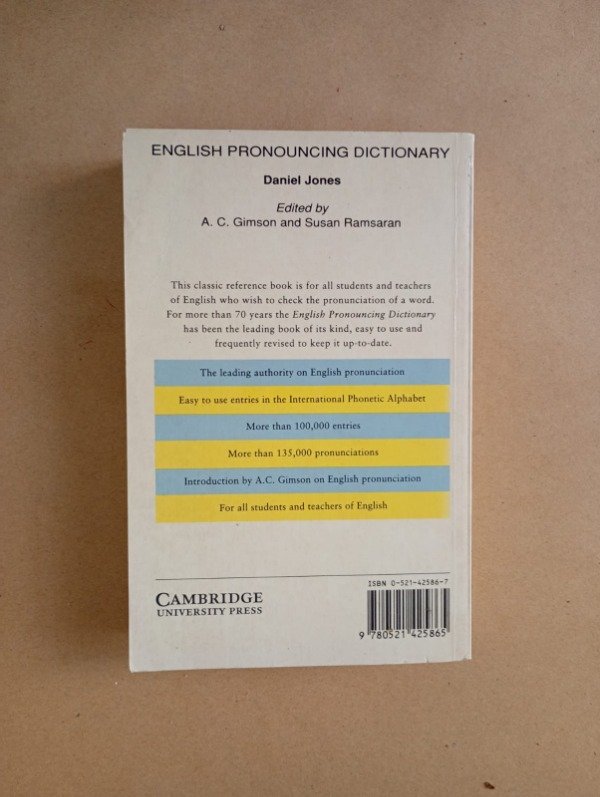 ENGLISH PRONOUNCING DICTIONARY
Daniel Jones
Edited by
A. C. Gimson and Susan Ramsaran
This classic reference book is for all students and teachers
of English who wish to check the pronunciation of a word.
For more than 70 years the English Pronouncing Dictionary
has been the leading book of its kind, easy to use and
frequently revised to keep it up-to-date.
The leading authority on English pronunciation
Easy to use entries in the International Phonetic Alphabet
More than 100,000 entries
More than 135,000 pronunciations
Introduction by A.C. Gimson on English pronunciation
For all students and teachers of English
CAMBRIDGE
UNIVERSITY PRESS
ISBN 0-521-42586-7
9 780521 425865